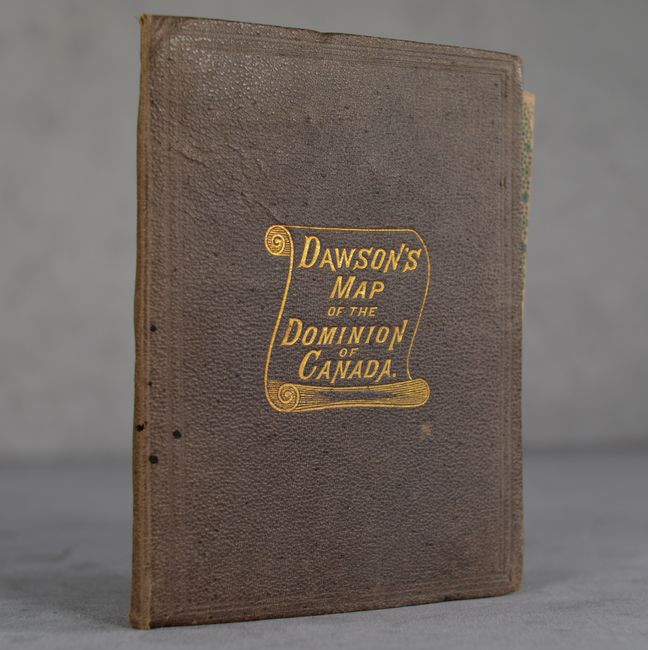 DAWSON'S
MAP
OF THE
DOMINION
OF
CANADA.